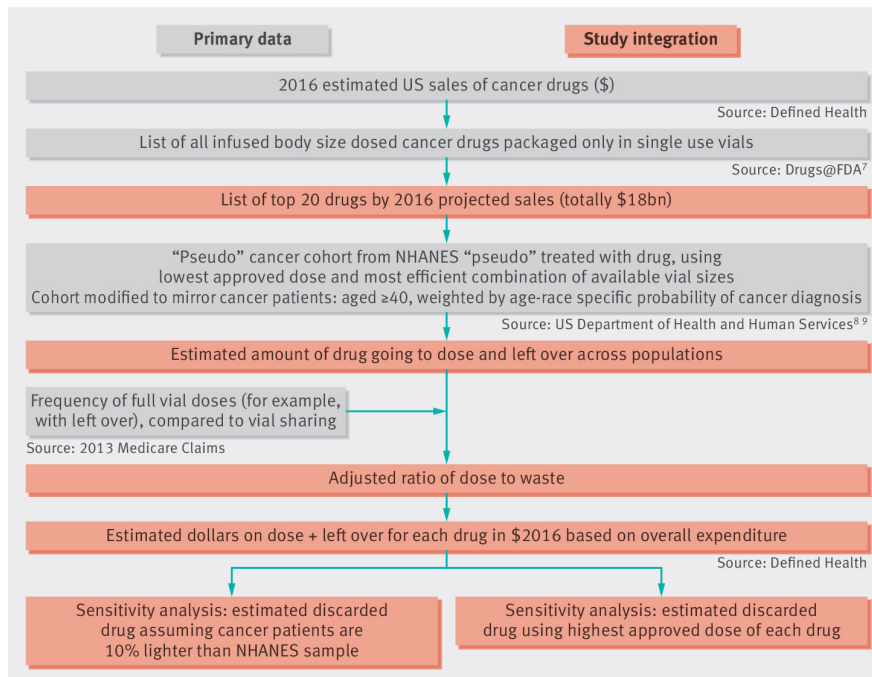 Primary data
Study integration
2016 estimated US sales of cancer drugs ($)
Source: Defined Health
List of all infused body size dosed cancer drugs packaged only in single use vials
Source: Drugs@FDA⁷
List of top 20 drugs by 2016 projected sales (totally $18bn)
“Pseudo” cancer cohort from NHANES “pseudo” treated with drug, using
lowest approved dose and most efficient combination of available vial sizes
Cohort modified to mirror cancer patients: aged ≥40, weighted by age-race specific probability of cancer diagnosis
Source: US Department of Health and Human Services⁸ ⁹
Estimated amount of drug going to dose and left over across populations
Frequency of full vial doses (for example,
with left over), compared to vial sharing
Source: 2013 Medicare Claims
Adjusted ratio of dose to waste
Estimated dollars on dose + left over for each drug in $2016 based on overall expenditure
Source: Defined Health
Sensitivity analysis: estimated discarded
drug assuming cancer patients are
10% lighter than NHANES sample
Sensitivity analysis: estimated discarded
drug using highest approved dose of each drug